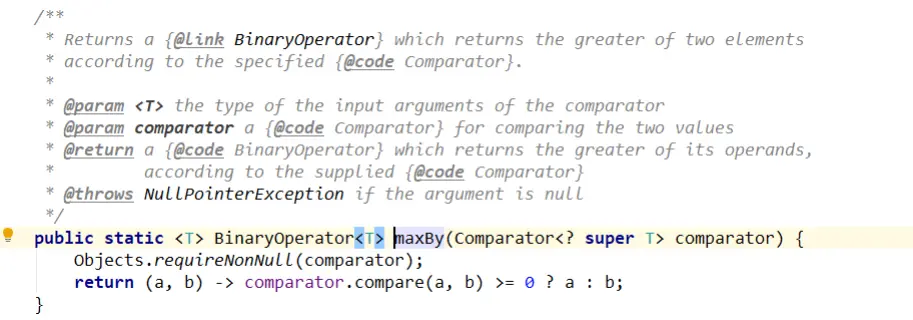 /**
 * Returns a {@link BinaryOperator} which returns the greater of two elements
 * according to the specified {@code Comparator}.
 *
 * @param <T> the type of the input arguments of the comparator
 * @param comparator a {@code Comparator} for comparing the two values
 * @return a {@code BinaryOperator} which returns the greater of its operands,
 *         according to the supplied {@code Comparator}
 * @throws NullPointerException if the argument is null
 */
public static <T> BinaryOperator<T> maxBy(Comparator<? super T> comparator) {
    Objects.requireNonNull(comparator);
    return (a, b) -> comparator.compare(a, b) >= 0 ? a : b;
}